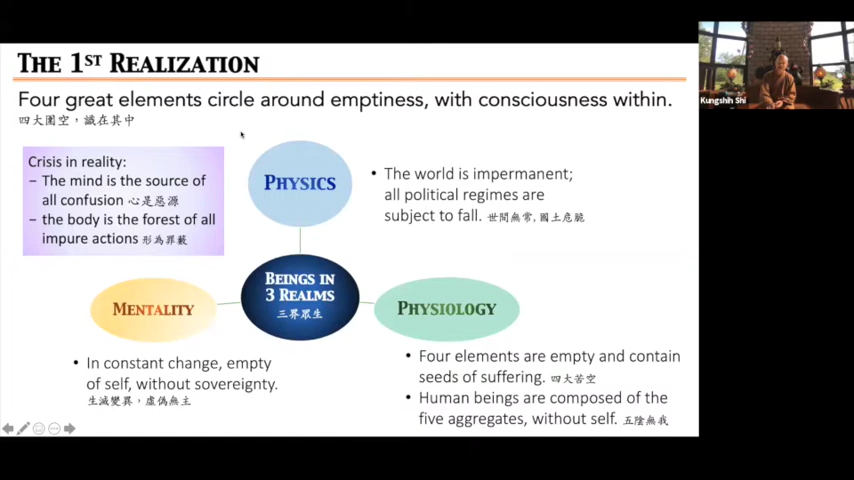 THE 1ST REALIZATION
Four great elements circle around emptiness, with consciousness within.
四大圍空，識在其中
Crisis in reality:
– The mind is the source of
all confusion 心是惡源
– the body is the forest of all
impure actions 形為罪藪
PHYSICS
• The world is impermanent;
all political regimes are
subject to fall. 世間無常, 國土危脆
MENTALITY
BEINGS IN
3 REALMS
三界眾生
PHYSIOLOGY
• In constant change, empty
of self, without sovereignty.
生滅變異，虛偽無主
• Four elements are empty and contain
seeds of suffering. 四大苦空
• Human beings are composed of the
five aggregates, without self. 五陰無我
Kungshih Shi